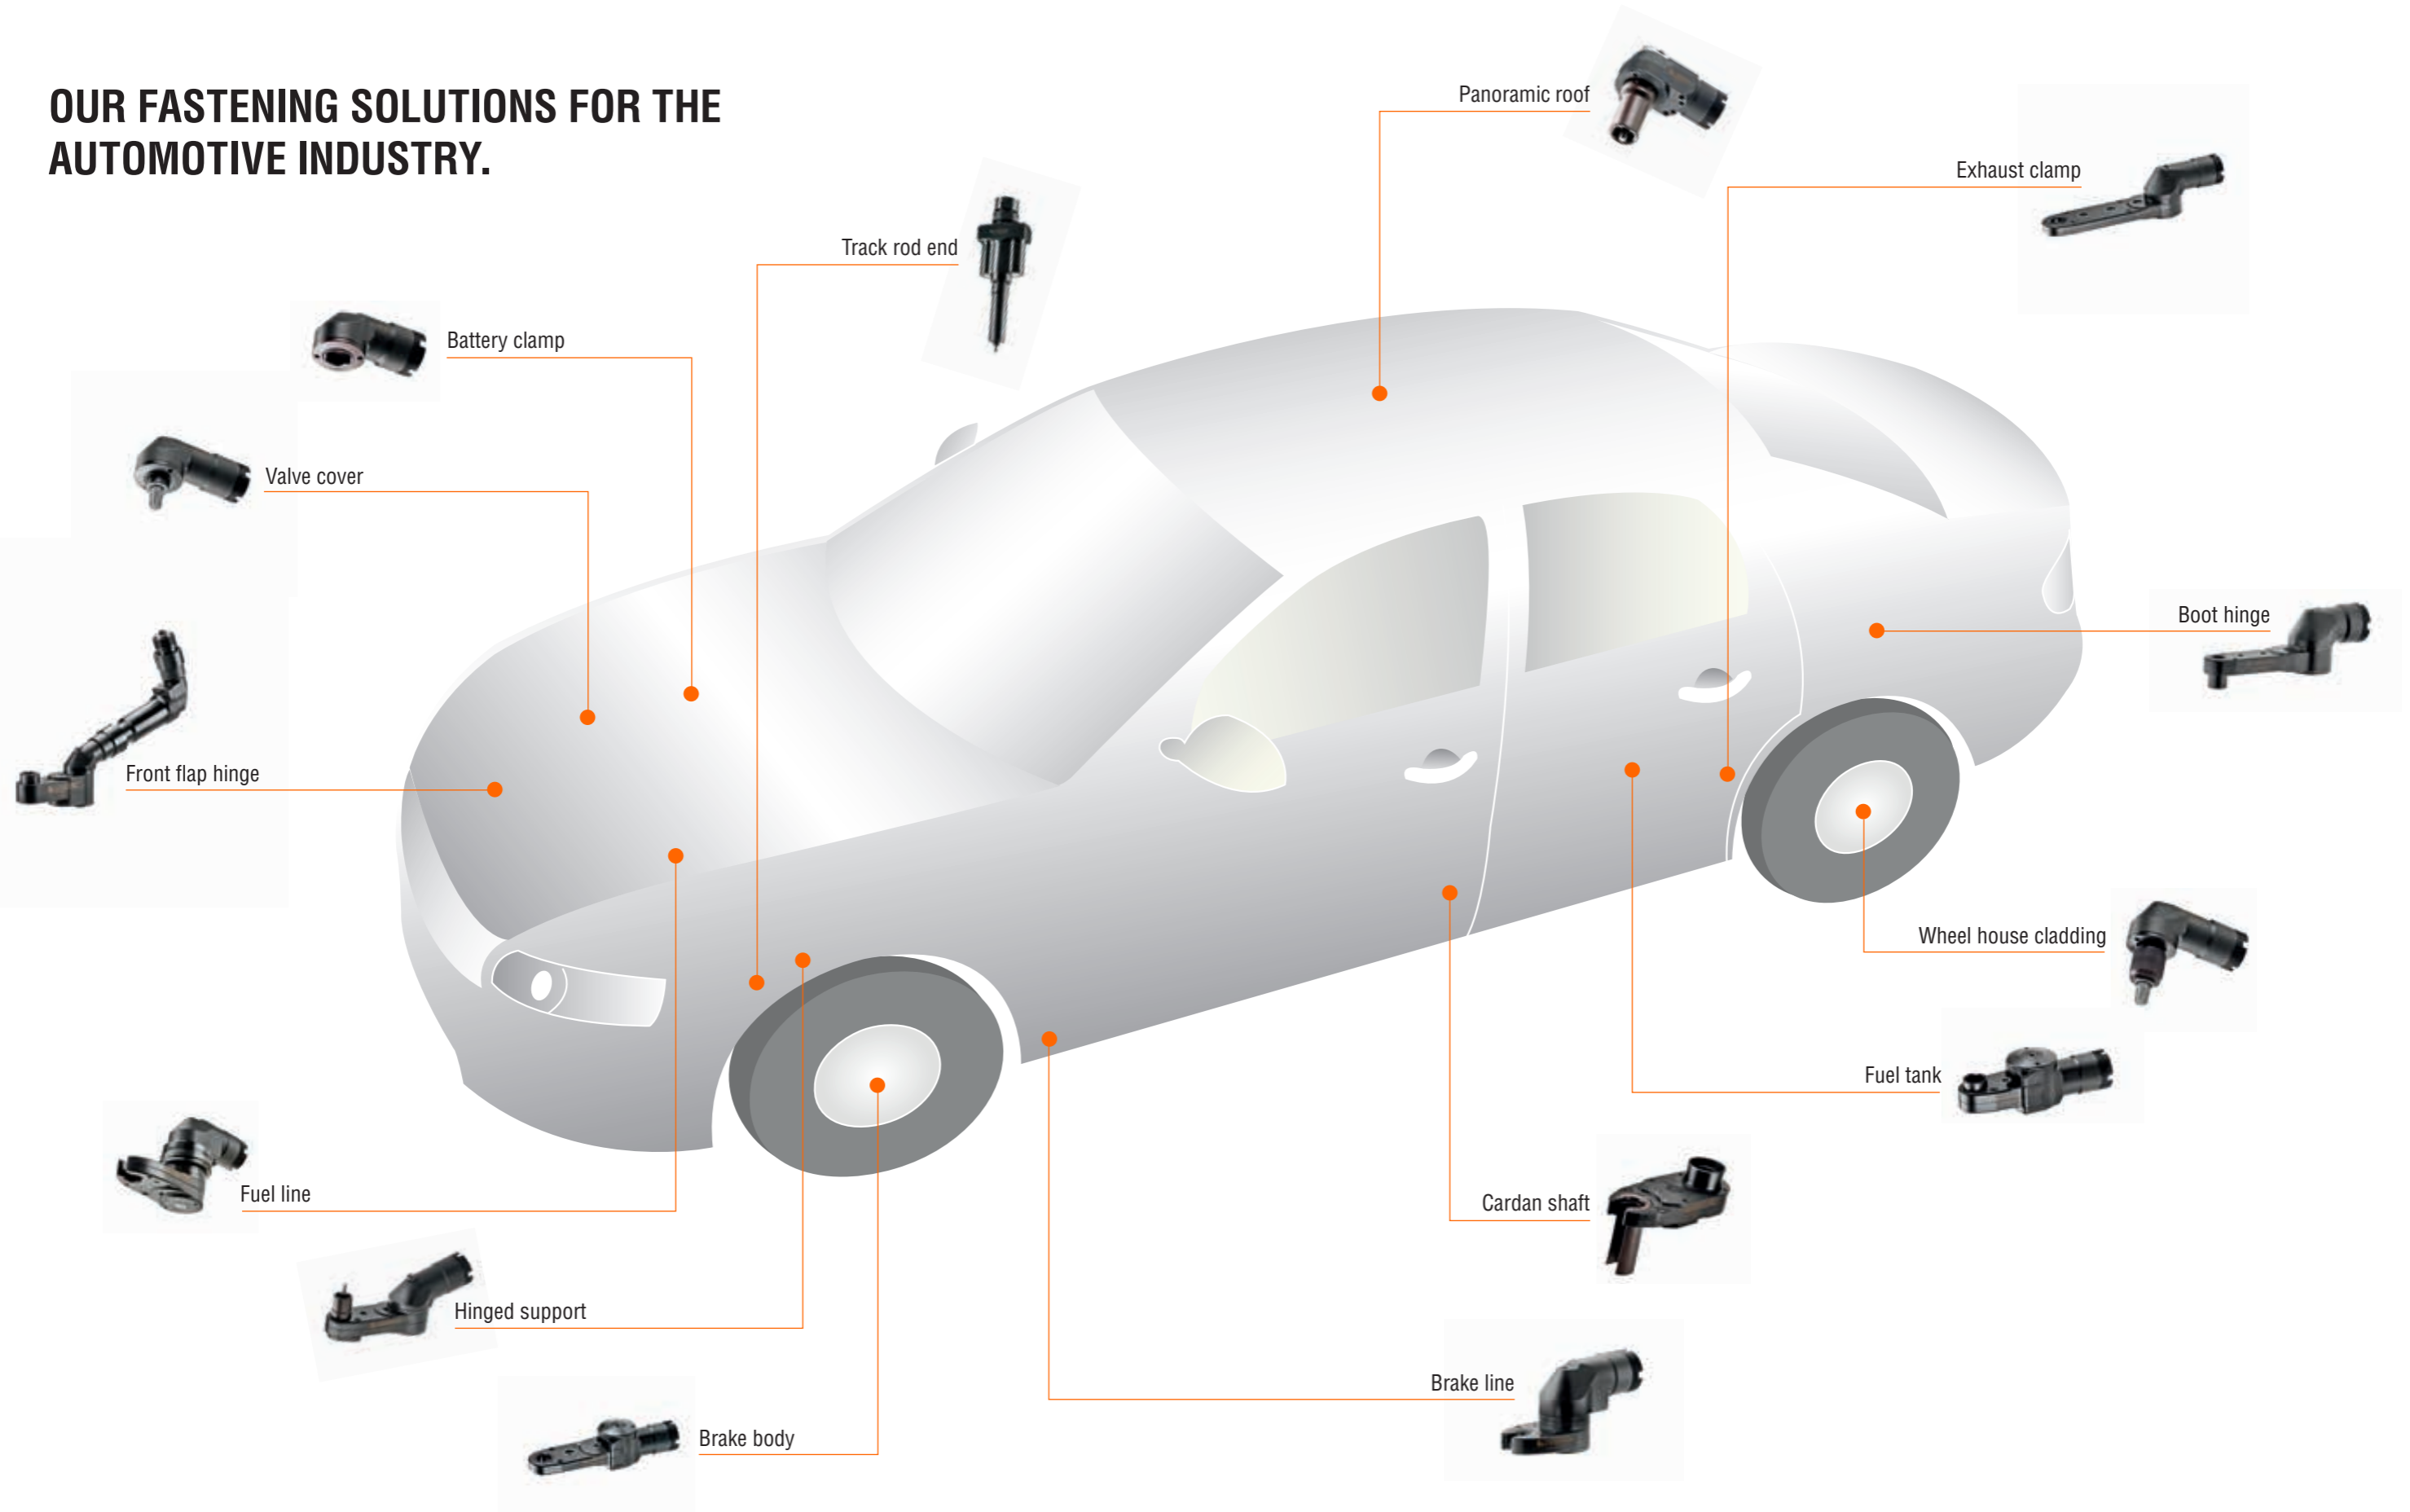 OUR FASTENING SOLUTIONS FOR THE
AUTOMOTIVE INDUSTRY.
Panoramic roof
Exhaust clamp
Track rod end
Battery clamp
Valve cover
Boot hinge
Front flap hinge
Wheel house cladding
Fuel tank
Fuel line
Cardan shaft
Hinged support
Brake line
Brake body